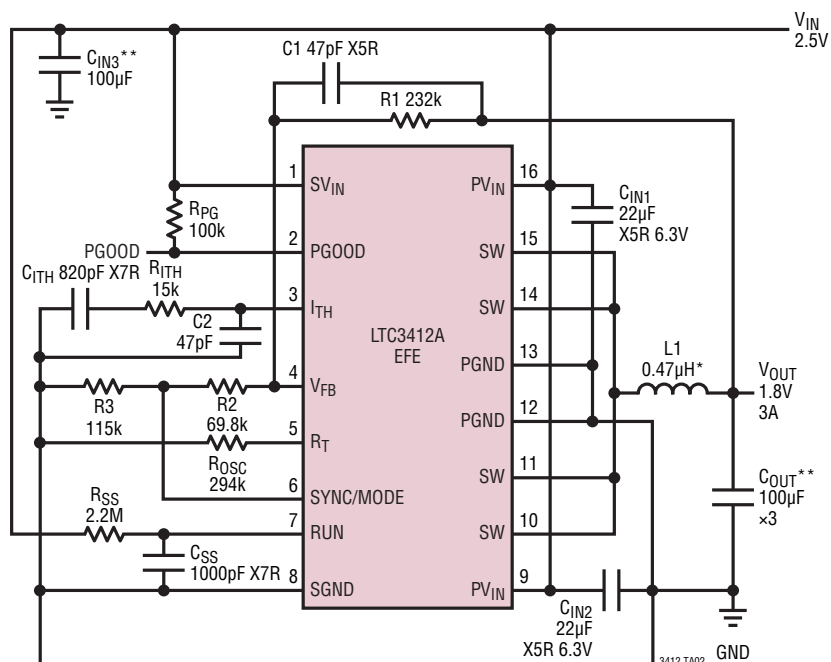 VIN
2.5V
CIN3**
100µF
C1 47pF X5R
R1 232k
1
SVIN
PVIN
16
CIN1
22µF
X5R 6.3V
RPG
100k
PGOOD
2
PGOOD
SW
15
CITH 820pF X7R
RITH
15k
3
ITH
SW
14
C2
47pF
LTC3412A
EFE
PGND
13
L1
0.47µH*
VOUT
1.8V
3A
4
VFB
PGND
12
R3
115k
R2
69.8k
5
RT
SW
11
ROSC
294k
6
SYNC/MODE
COUT**
100µF
×3
RSS
2.2M
7
RUN
SW
10
CSS
1000pF X7R
8
SGND
PVIN
9
CIN2
22µF
X5R 6.3V
GND
3412 TA02